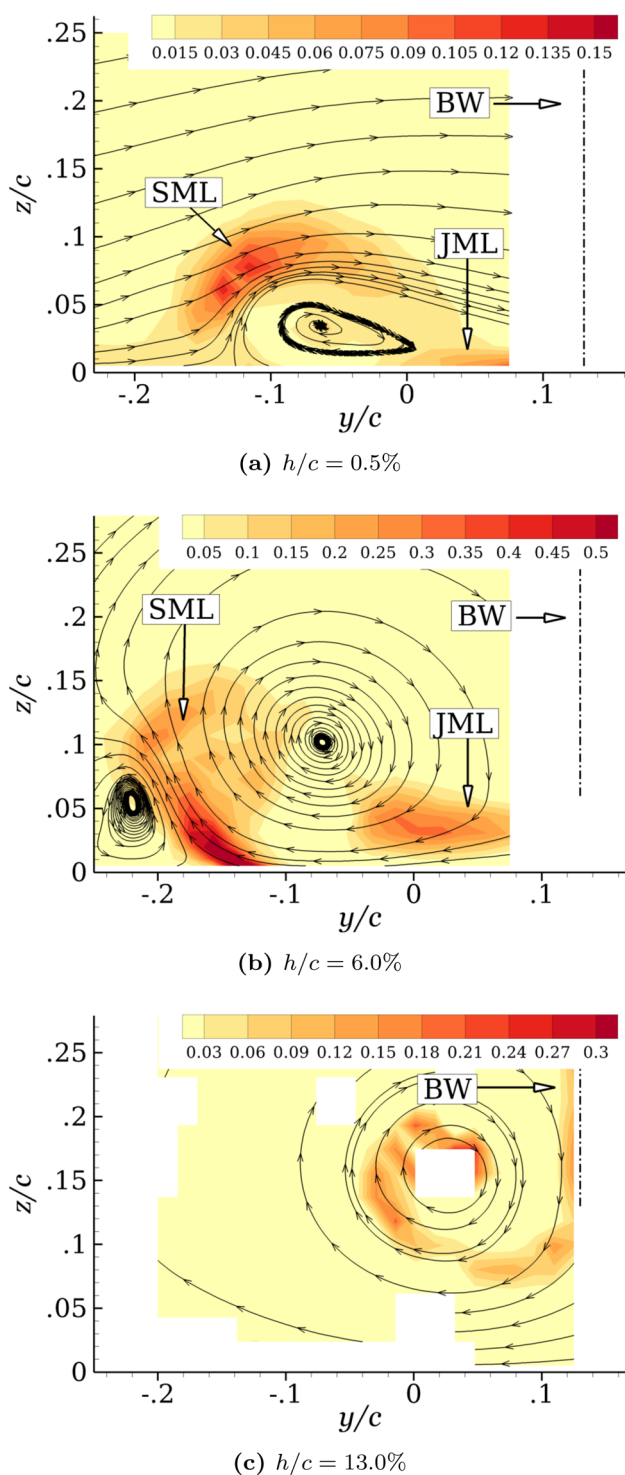 .25
0.015 0.03 0.045 0.06 0.075 0.09 0.105 0.12 0.135 0.15
BW
.2
z/c
.15
SML
.1
JML
.05
0
-.2 -.1 0 .1
y/c
(a) h/c = 0.5%
.25
0.05 0.1 0.15 0.2 0.25 0.3 0.35 0.4 0.45 0.5
SML
BW
.2
z/c
.15
JML
.1
.05
0
-.2 -.1 0 .1
y/c
(b) h/c = 6.0%
.25
0.03 0.06 0.09 0.12 0.15 0.18 0.21 0.24 0.27 0.3
BW
.2
z/c
.15
.1
.05
0
-.2 -.1 0 .1
y/c
(c) h/c = 13.0%